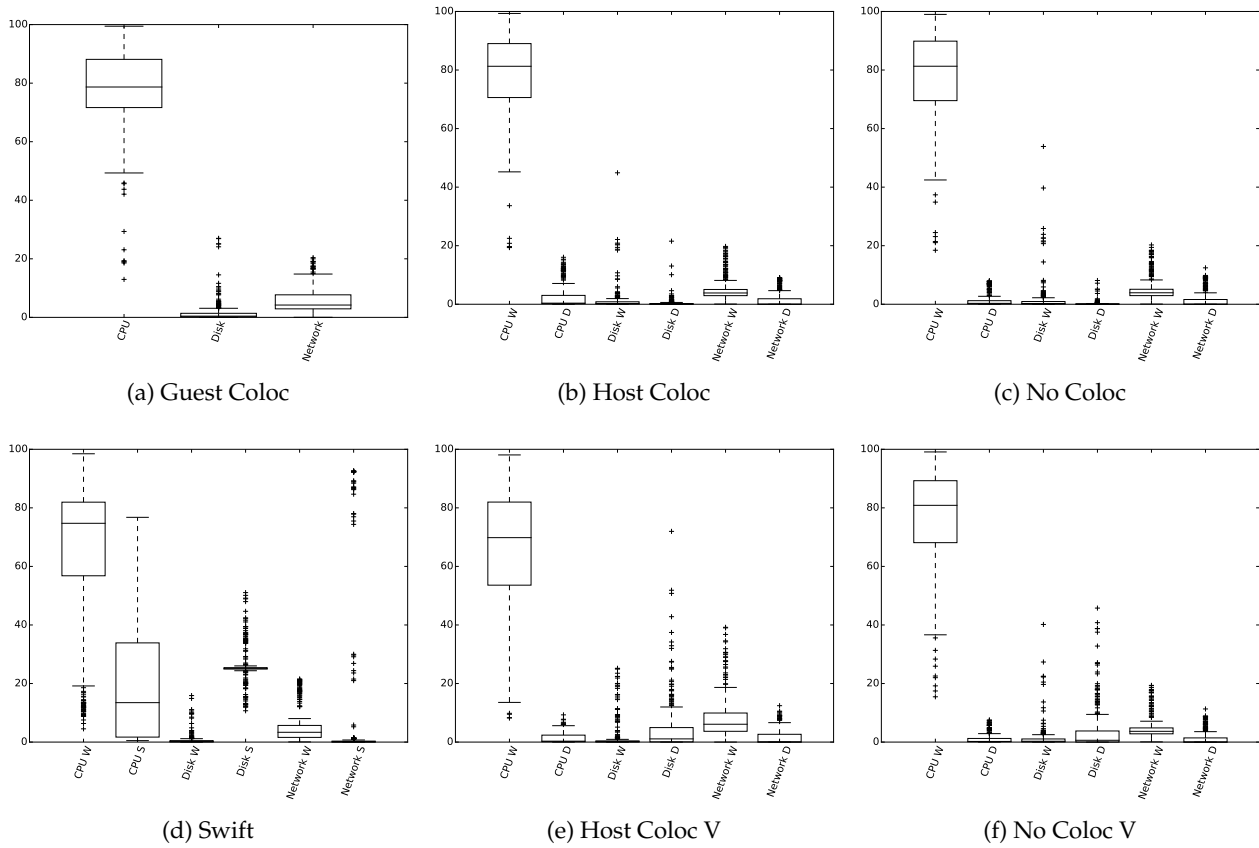 100
80
60
40
20
0
CPU
Disk
Network
(a) Guest Coloc
100
80
60
40
20
0
CPU W
CPU D
Disk W
Disk D
Network W
Network D
(b) Host Coloc
100
80
60
40
20
0
CPU W
CPU D
Disk W
Disk D
Network W
Network D
(c) No Coloc
100
80
60
40
20
0
CPU W
CPU S
Disk W
Disk S
Network W
Network S
(d) Swift
100
80
60
40
20
0
CPU W
CPU D
Disk W
Disk D
Network W
Network D
(e) Host Coloc V
100
80
60
40
20
0
CPU W
CPU D
Disk W
Disk D
Network W
Network D
(f) No Coloc V